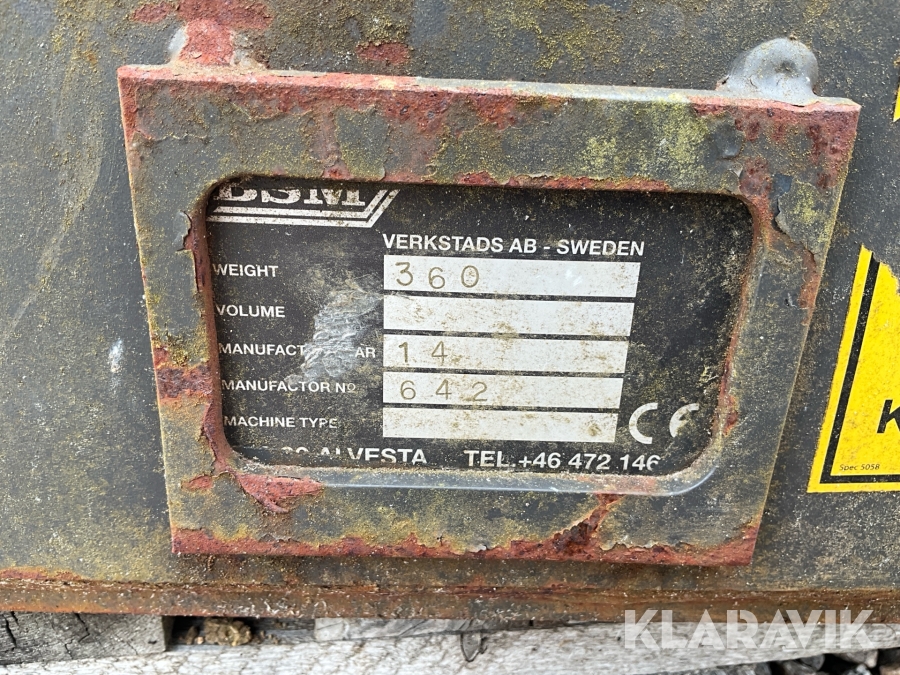 BSM
VERKSTADS AB - SWEDEN
WEIGHT 360
VOLUME
MANUFACT AR 14
MANUFACTOR No 642
MACHINE TYPE CE
ALVESTA TEL.+46 472 146
K
Spec 5058
KLARAVIK